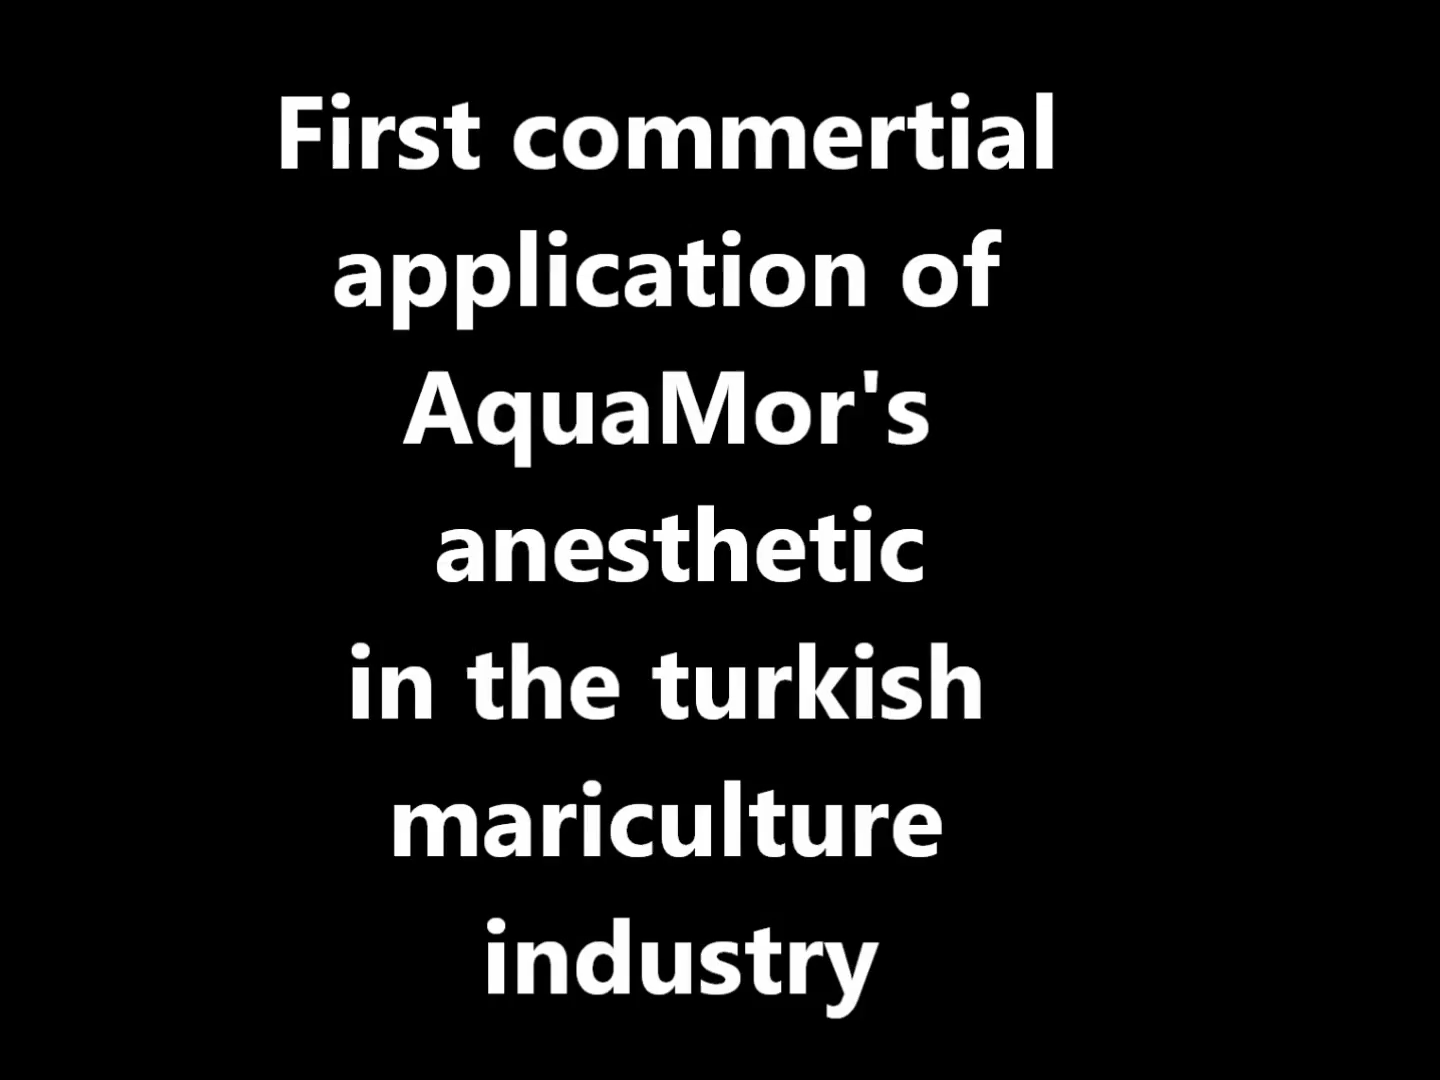 First commertial
application of
AquaMor's
anesthetic
in the turkish
mariculture
industry